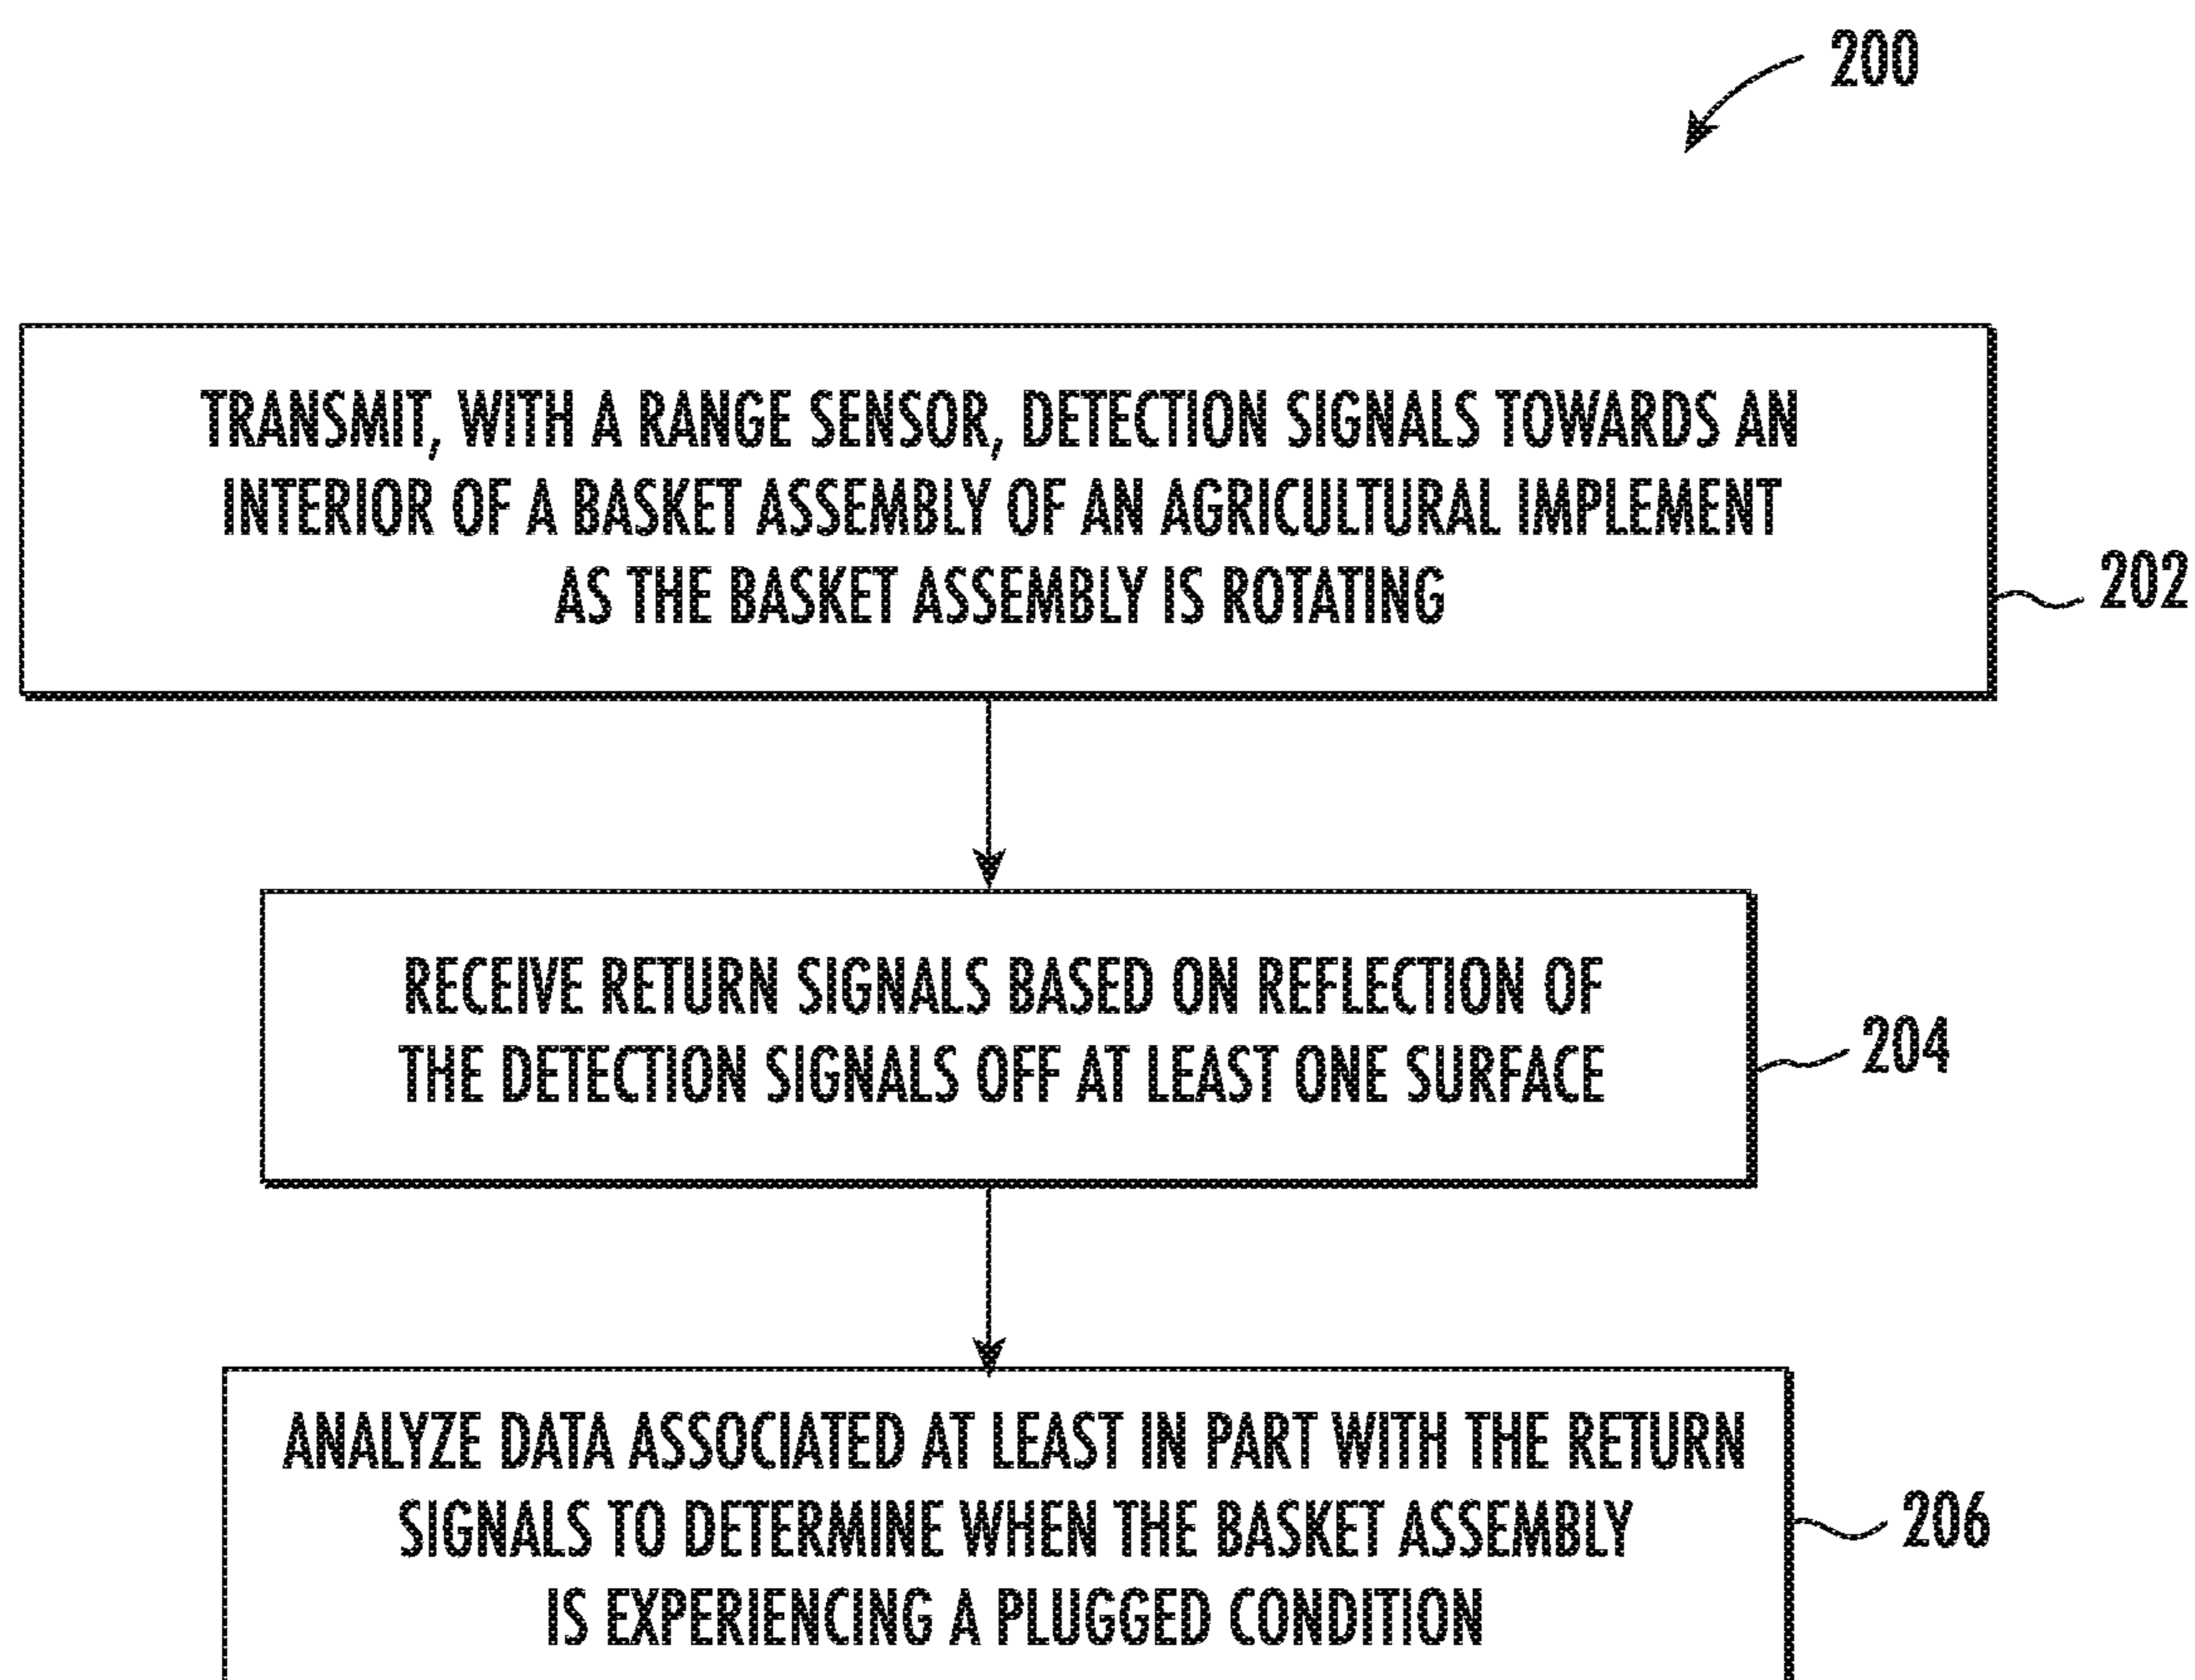 200
TRANSMIT, WITH A RANGE SENSOR, DETECTION SIGNALS TOWARDS AN
INTERIOR OF A BASKET ASSEMBLY OF AN AGRICULTURAL IMPLEMENT
AS THE BASKET ASSEMBLY IS ROTATING
202
RECEIVE RETURN SIGNALS BASED ON REFLECTION OF
THE DETECTION SIGNALS OFF AT LEAST ONE SURFACE
204
ANALYZE DATA ASSOCIATED AT LEAST IN PART WITH THE RETURN
SIGNALS TO DETERMINE WHEN THE BASKET ASSEMBLY
IS EXPERIENCING A PLUGGED CONDITION
206